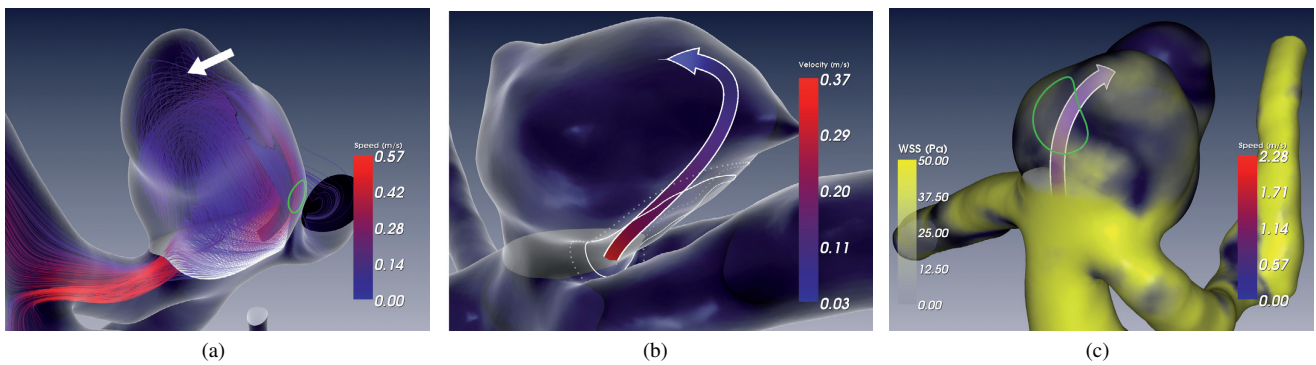 Speed (m/s)
0.57
0.42
0.28
0.14
0.00
(a)
Velocity (m/s)
0.37
0.29
0.20
0.11
0.03
(b)
WSS (Pa)
50.00
37.50
25.00
12.50
0.00
Speed (m/s)
2.28
1.71
1.14
0.57
0.00
(c)